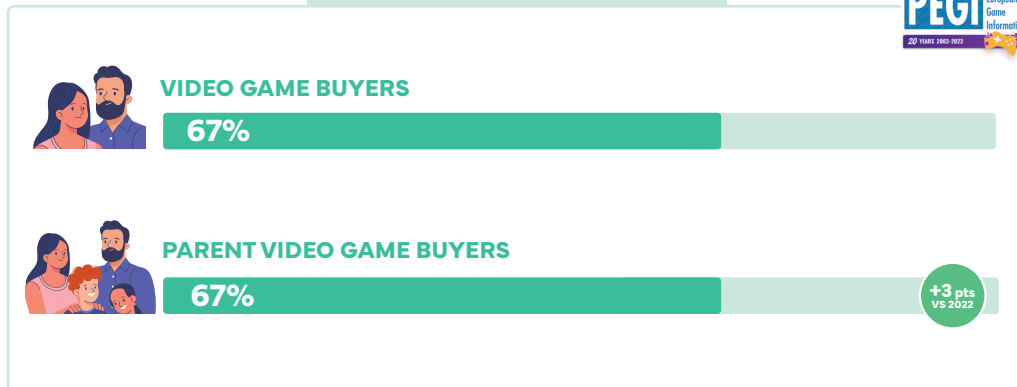 PEGI
Game
20 YEARS 2003-2023
VIDEO GAME BUYERS
67%
PARENT VIDEO GAME BUYERS
67%
+3 pts
VS 2022